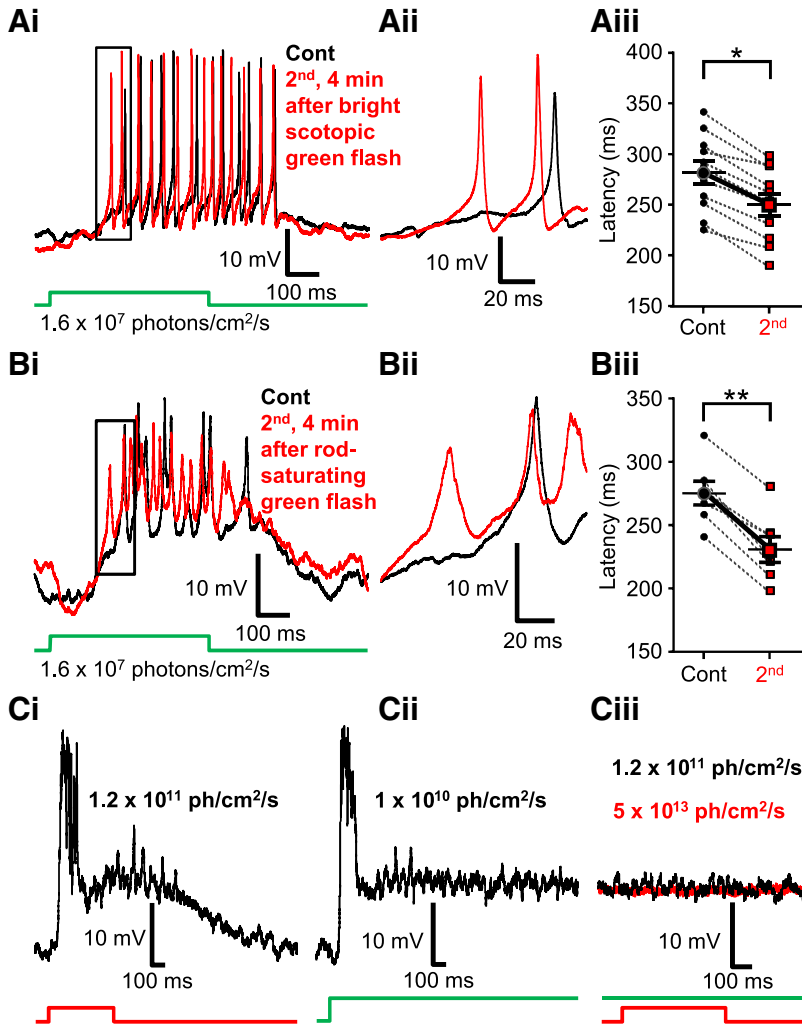 Ai
Cont
2nd, 4 min
after bright
scotopic
green flash
10 mV
100 ms
1.6 x 10⁷ photons/cm²/s
Aii
10 mV
20 ms
Aiii
*
400
350
300
250
200
150
Latency (ms)
Cont
2nd
Bi
Cont
2nd, 4 min
after rod-
saturating
green flash
10 mV
100 ms
1.6 x 10⁷ photons/cm²/s
Bii
10 mV
20 ms
Biii
**
350
300
250
200
150
Latency (ms)
Cont
2nd
Ci
1.2 x 10¹¹ ph/cm²/s
10 mV
100 ms
Cii
1 x 10¹⁰ ph/cm²/s
10 mV
100 ms
Ciii
1.2 x 10¹¹ ph/cm²/s
5 x 10¹³ ph/cm²/s
10 mV
100 ms